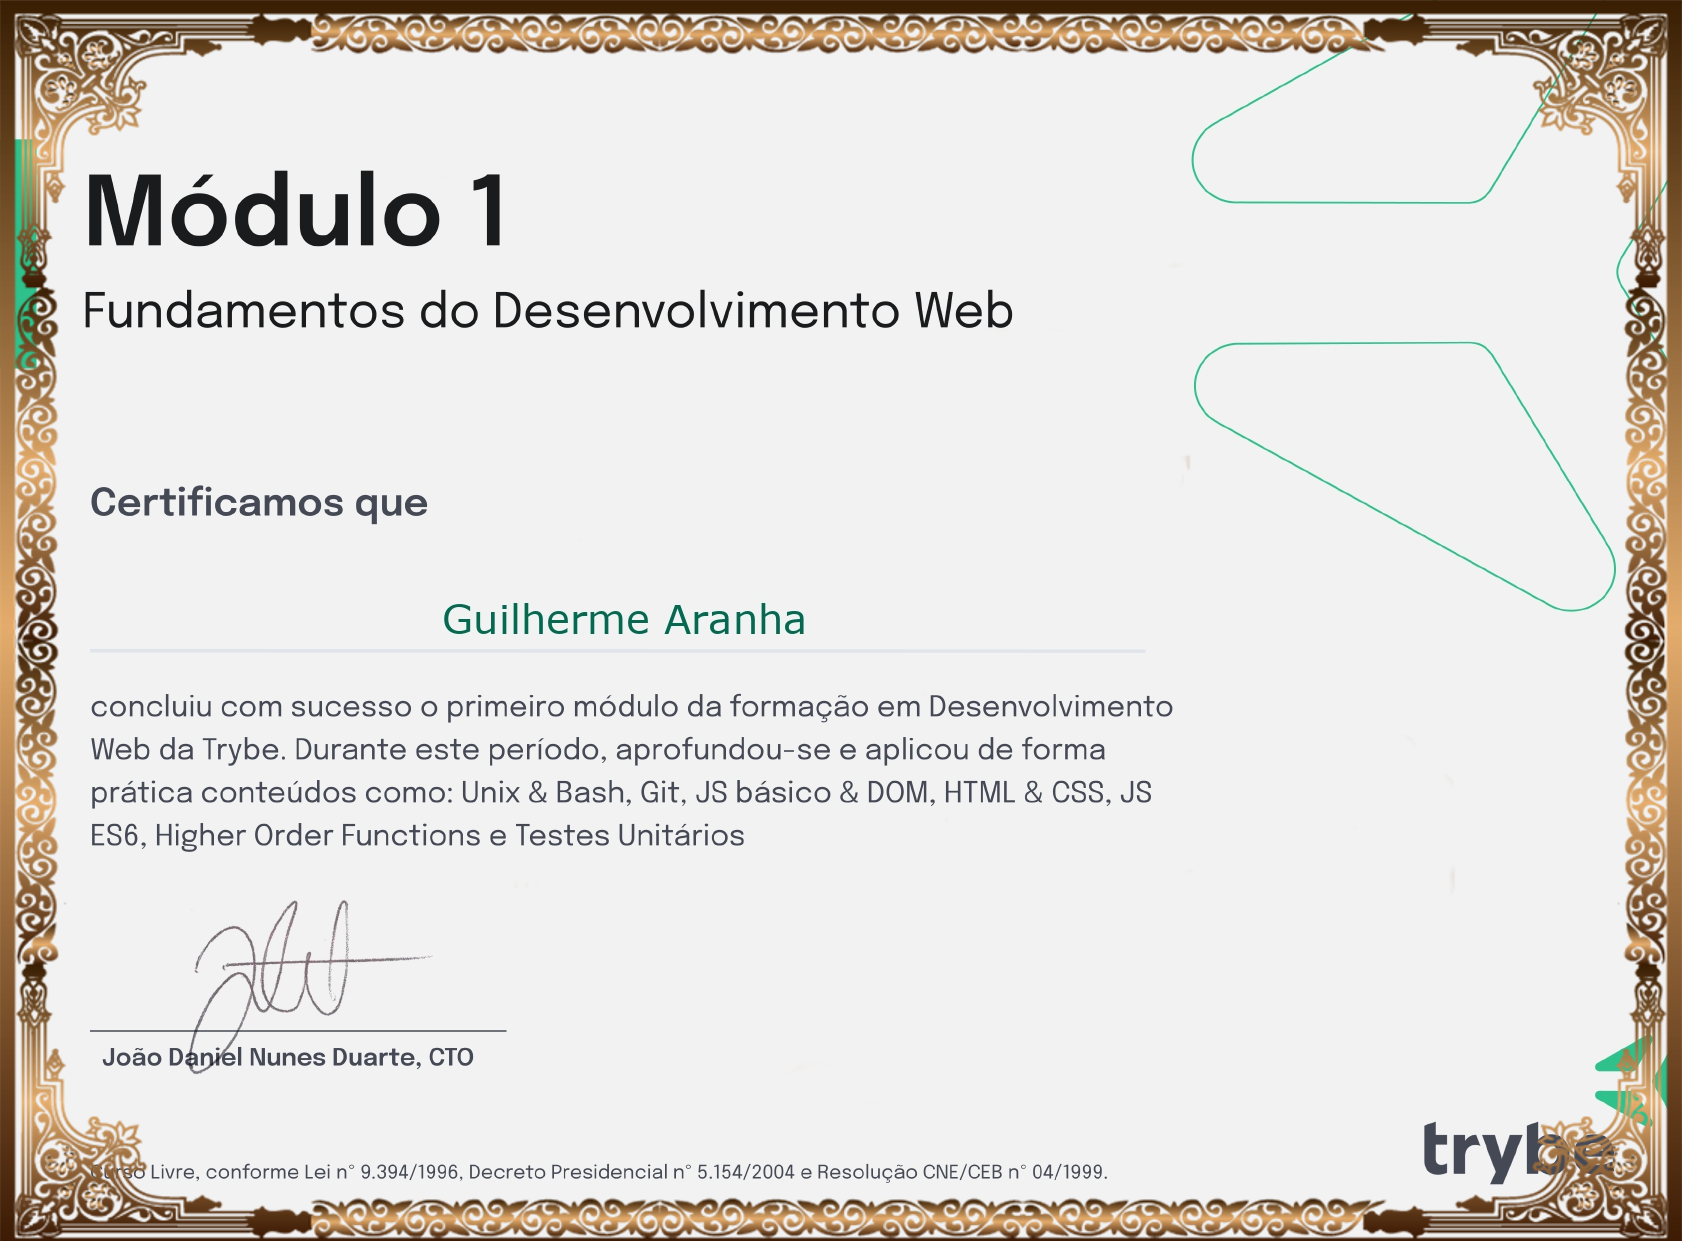 Módulo 1
Fundamentos do Desenvolvimento Web
Certificamos que
Guilherme Aranha
concluiu com sucesso o primeiro módulo da formação em Desenvolvimento
Web da Trybe. Durante este período, aprofundou-se e aplicou de forma
prática conteúdos como: Unix & Bash, Git, JS básico & DOM, HTML & CSS, JS
ES6, Higher Order Functions e Testes Unitários
João Daniel Nunes Duarte, CTO
trybe
Curso Livre, conforme Lei n° 9.394/1996, Decreto Presidencial n° 5.154/2004 e Resolução CNE/CEB n° 04/1999.